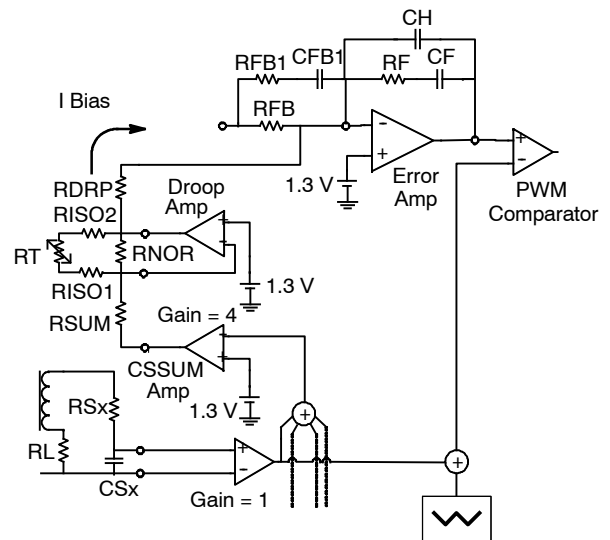 CH
RFB1 CFB1 RF CF
I Bias
RFB
-
+
1.3 V
Error
Amp
+
-
PWM
Comparator
RDRP
Droop
Amp
RISO2
+
-
RT
RNOR
1.3 V
RISO1
RSUM
Gain = 4
+
+
CSSUM
Amp
1.3 V
RSx
+
RL
+
-
+
CSx
Gain = 1